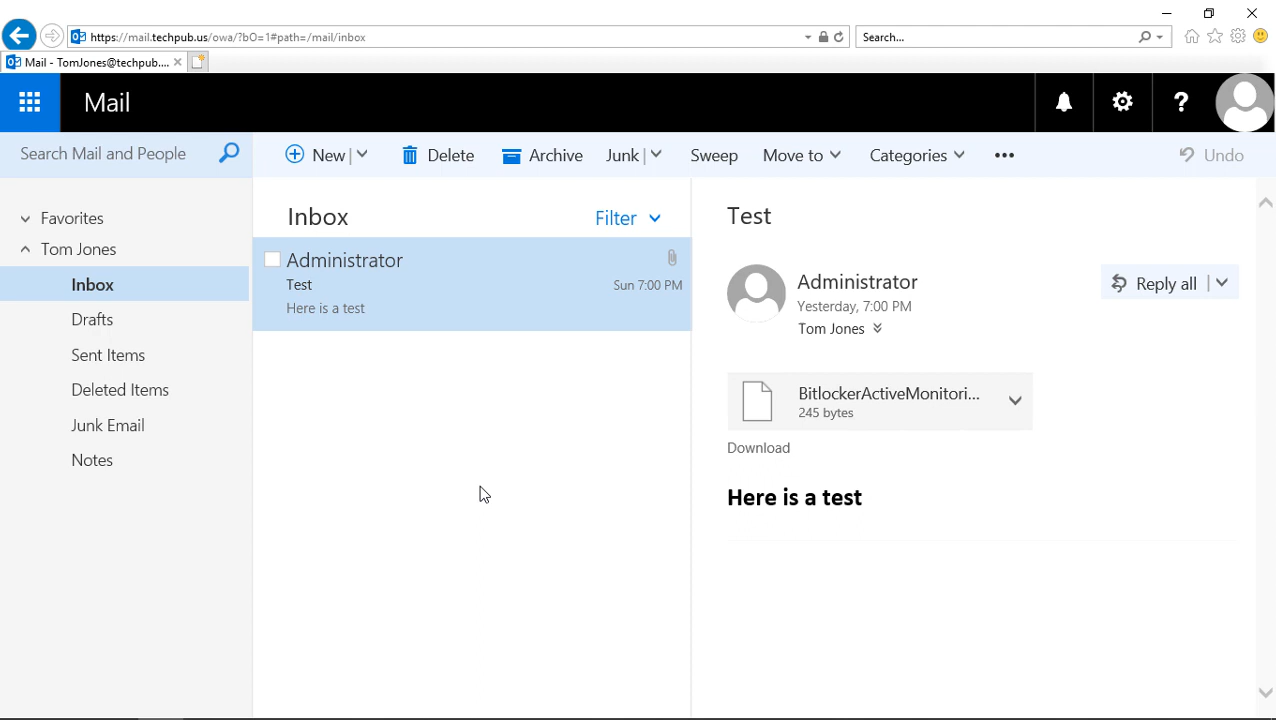 https://mail.techpub.us/owa/?bO=1#path=/mail/inbox
Search...
Mail - TomJones@techpub....
Mail
?
Search Mail and People
New
Delete
Archive
Junk
Sweep
Move to
Categories
Undo
Favorites
Tom Jones
Inbox
Drafts
Sent Items
Deleted Items
Junk Email
Notes
Inbox
Filter
Administrator
Test
Sun 7:00 PM
Here is a test
Test
Administrator
Yesterday, 7:00 PM
Tom Jones
Reply all
BitlockerActiveMonitori...
245 bytes
Download
Here is a test